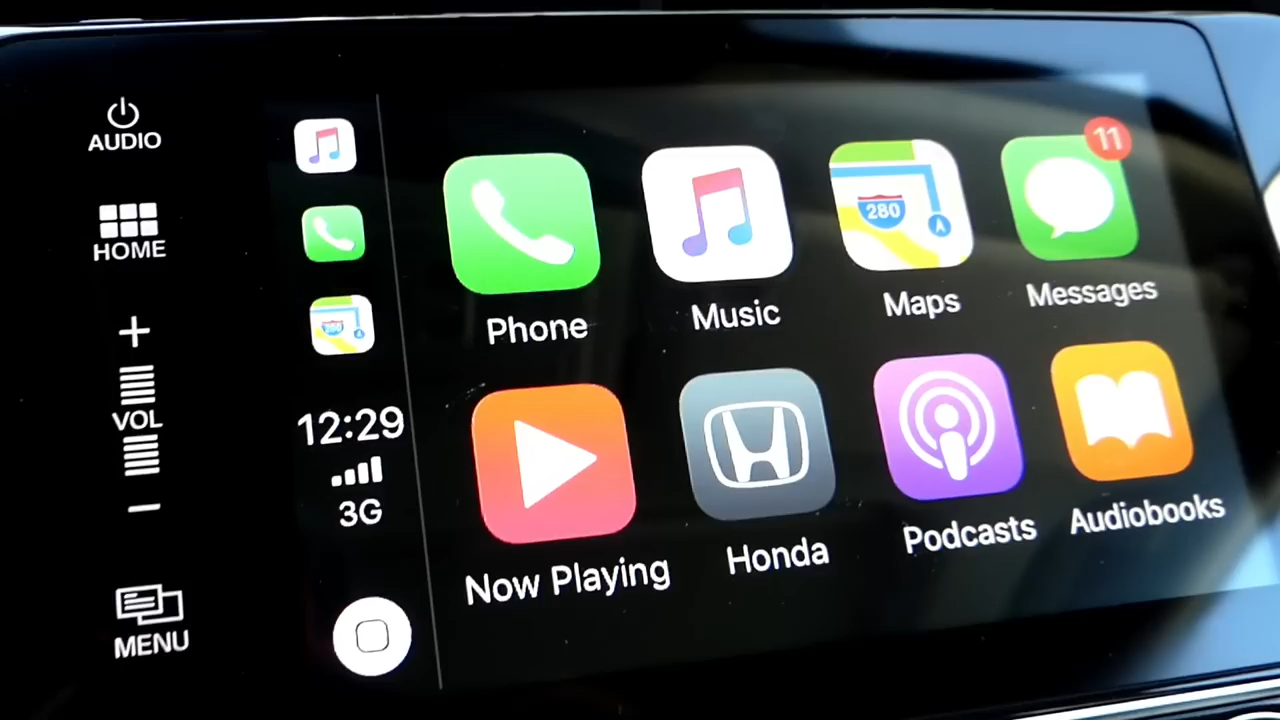 AUDIO
HOME
+
VOL
−
MENU
12:29
3G
Phone
Music
280
A
Maps
11
Messages
Now Playing
Honda
Podcasts
Audiobooks